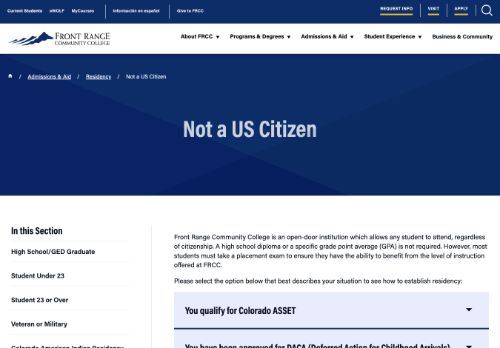 Current Students eWOLF MyCourses Información en español Give to FRCC REQUEST INFO VISIT APPLY
FRONT RANGE
COMMUNITY COLLEGE
About FRCC Programs & Degrees Admissions & Aid Student Experience Business & Community
/ Admissions & Aid / Residency / Not a US Citizen
Not a US Citizen
In this Section
High School/GED Graduate
Student Under 23
Student 23 or Over
Veteran or Military
Colorado American Indian Residency
Front Range Community College is an open-door institution which allows any student to attend, regardless
of citizenship. A high school diploma or a specific grade point average (GPA) is not required. However, most
students must take a placement exam to ensure they have the ability to benefit from the level of instruction
offered at FRCC.
Please select the option below that best describes your situation to see how to establish residency:
You qualify for Colorado ASSET
You have been approved for DACA (Deferred Action for Childhood Arrivals)